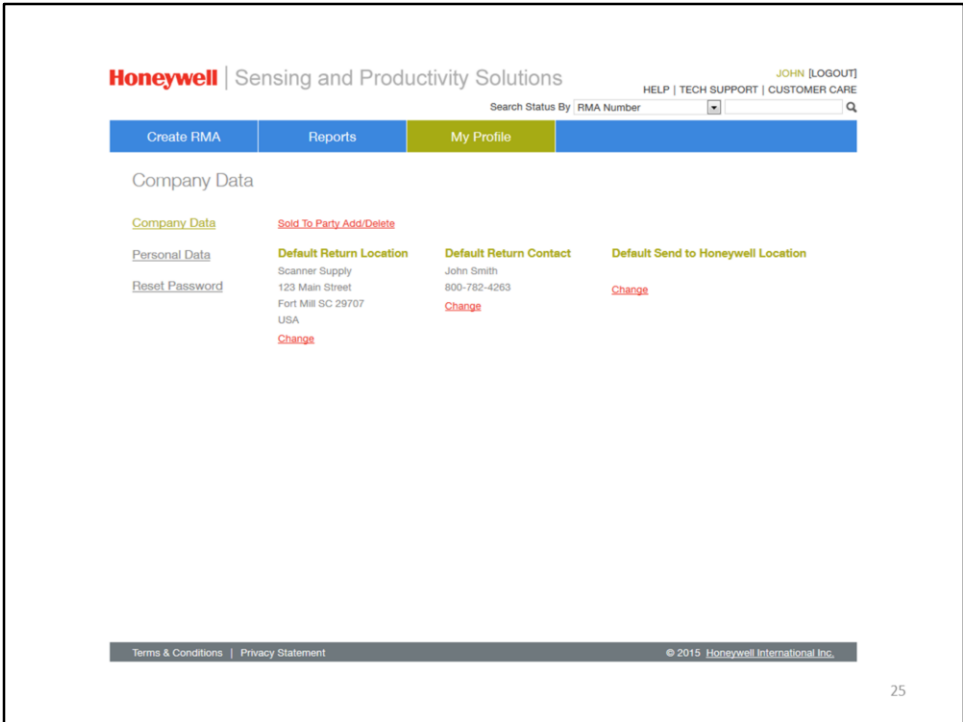 Honeywell | Sensing and Productivity Solutions
JOHN [LOGOUT]
HELP | TECH SUPPORT | CUSTOMER CARE
Search Status By RMA Number
Create RMA Reports My Profile
Company Data
Company Data
Personal Data
Reset Password
Sold To Party Add/Delete
Default Return Location
Scanner Supply
123 Main Street
Fort Mill SC 29707
USA
Change
Default Return Contact
John Smith
800-782-4263
Change
Default Send to Honeywell Location
Change
Terms & Conditions | Privacy Statement
© 2015 Honeywell International Inc.
25